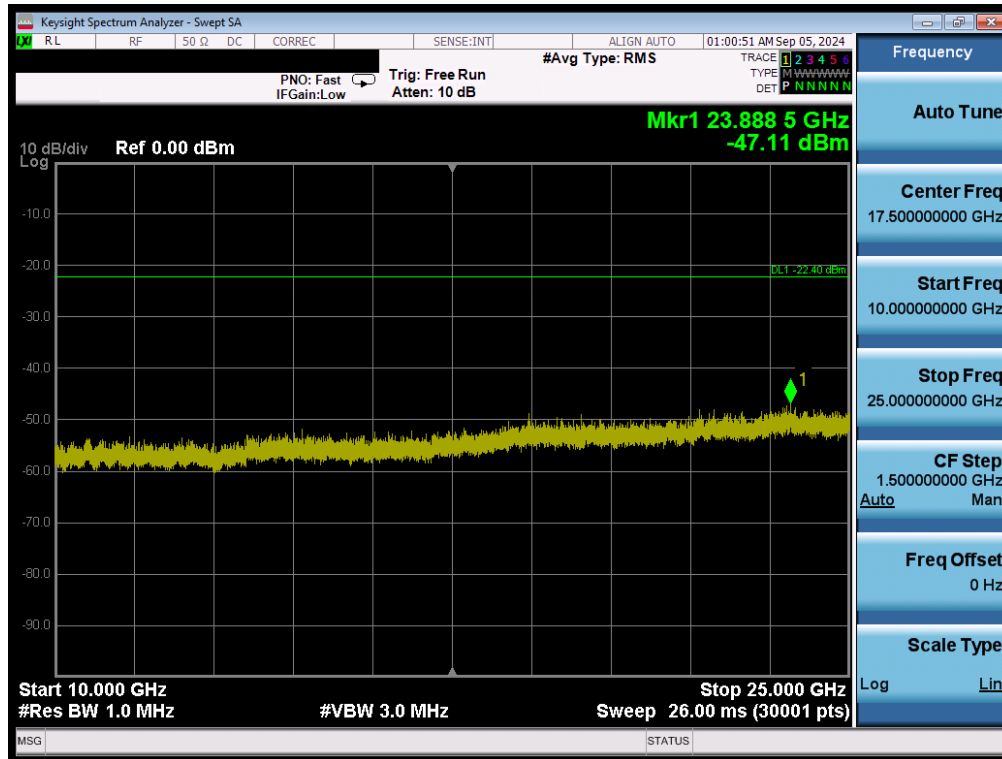 Keysight Spectrum Analyzer - Swept SA
LXI RL RF 50 Ω DC CORREC SENSE:INT ALIGN AUTO 01:00:51 AM Sep 05, 2024
#Avg Type: RMS
TRACE 1 2 3 4 5 6
TYPE M WWWWW
DET P N N N N N
PNO: Fast
IFGain:Low
Trig: Free Run
Atten: 10 dB
Mkr1 23.888 5 GHz
-47.11 dBm
10 dB/div
Log
Ref 0.00 dBm
-10.0
-20.0
DL1 -22.40 dBm
-30.0
-40.0
1
-50.0
-60.0
-70.0
-80.0
-90.0
Start 10.000 GHz
Stop 25.000 GHz
#Res BW 1.0 MHz
#VBW 3.0 MHz
Sweep 26.00 ms (30001 pts)
MSG
STATUS
Frequency
Auto Tune
Center Freq
17.500000000 GHz
Start Freq
10.000000000 GHz
Stop Freq
25.000000000 GHz
CF Step
1.500000000 GHz
Auto Man
Freq Offset
0 Hz
Scale Type
Log Lin